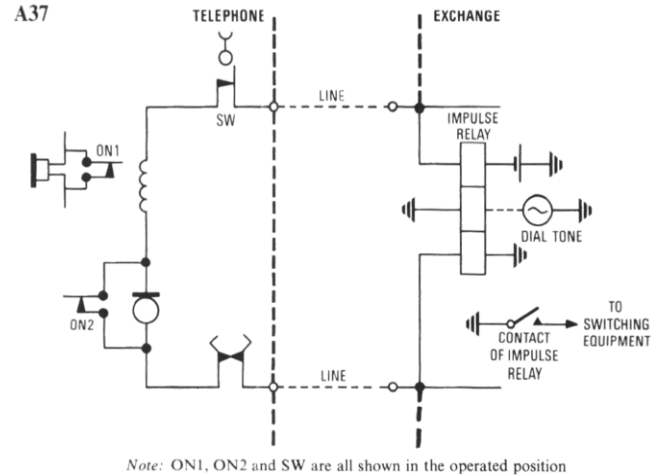 A37
TELEPHONE
EXCHANGE
SW
LINE
IMPULSE
RELAY
ON1
DIAL TONE
ON2
CONTACT
OF IMPULSE
RELAY
TO
SWITCHING
EQUIPMENT
LINE
Note: ON1, ON2 and SW are all shown in the operated position